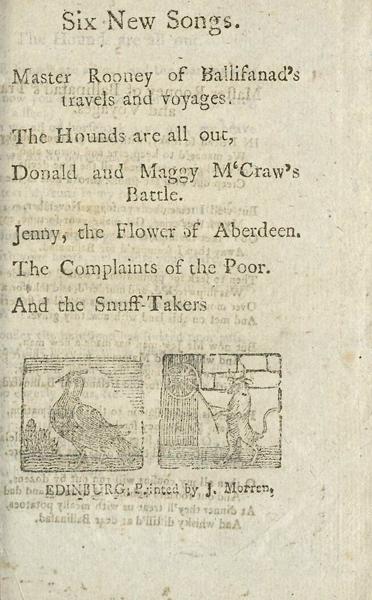 Six New Songs.
Master Rooney of Ballifanad's
travels and voyages.
The Hounds are all out,
Donald and Maggy M'Craw's
Battle.
Jenny, the Flower of Aberdeen.
The Complaints of the Poor.
And the Snuff-Takers
EDINBURG; Printed by J. Morren,